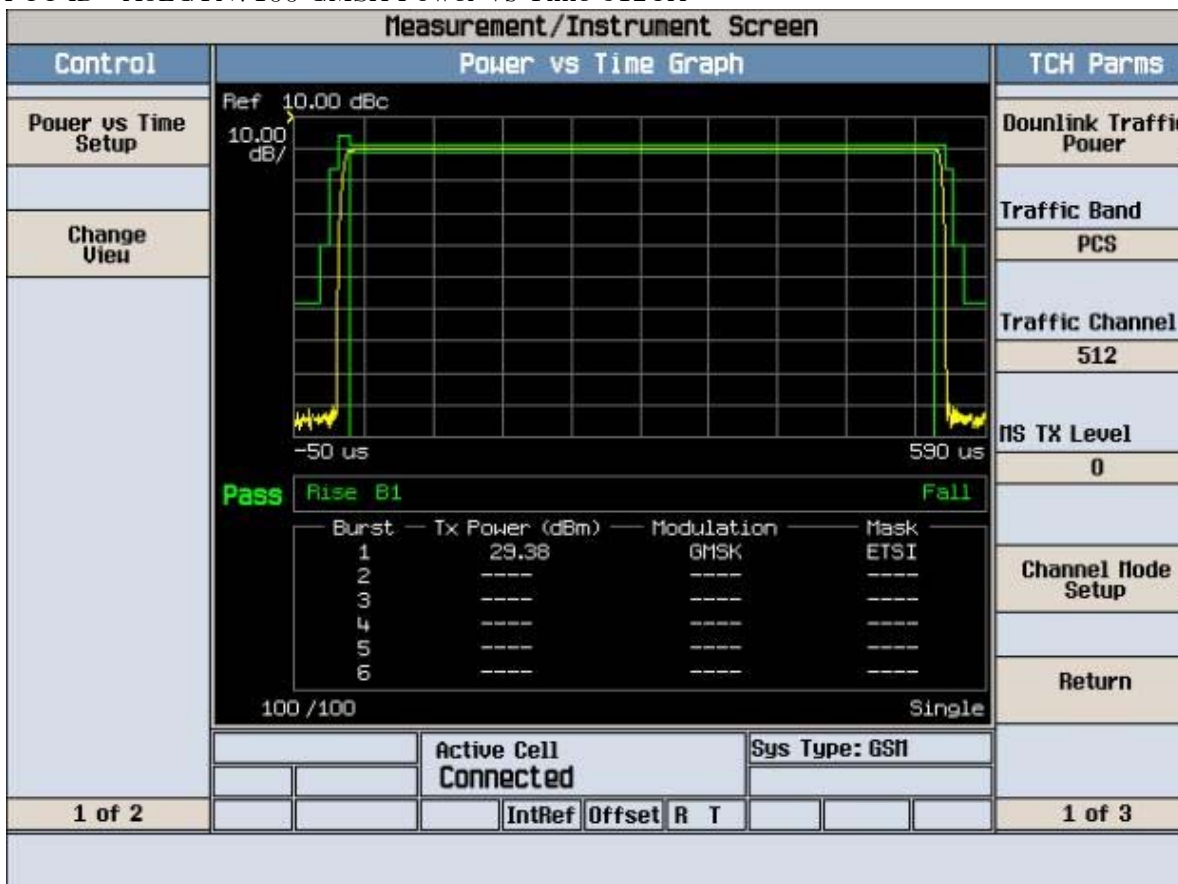 Measurement/Instrument Screen
Control
Power vs Time Graph
TCH Parms
Power vs Time
Setup
Change
View
1 of 2
Ref 10.00 dBc
10.00
dB/
-50 us
590 us
Pass
Rise B1
Fall
Burst Tx Power (dBm) Modulation Mask
1 29.38 GMSK ETSI
2 ---- ---- ----
3 ---- ---- ----
4 ---- ---- ----
5 ---- ---- ----
6 ---- ---- ----
100 /100
Single
Active Cell
Connected
Sys Type: GSM
IntRef Offset R T
Downlink Traffic
Power
Traffic Band
PCS
Traffic Channel
512
MS TX Level
0
Channel Mode
Setup
Return
1 of 3